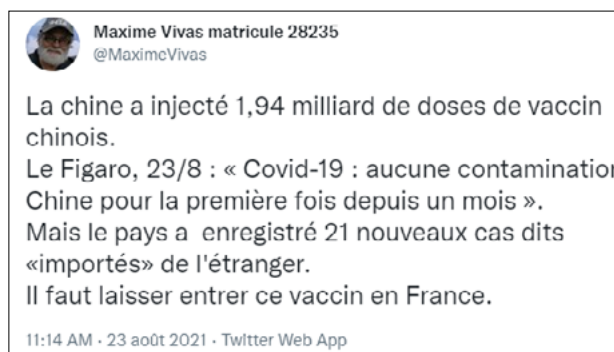 Maxime Vivas matricule 28235
@MaximeVivas
La chine a injecté 1,94 milliard de doses de vaccin
chinois.
Le Figaro, 23/8 : « Covid-19 : aucune contamination
Chine pour la première fois depuis un mois ».
Mais le pays a enregistré 21 nouveaux cas dits
«importés» de l'étranger.
Il faut laisser entrer ce vaccin en France.
11:14 AM · 23 août 2021 · Twitter Web App